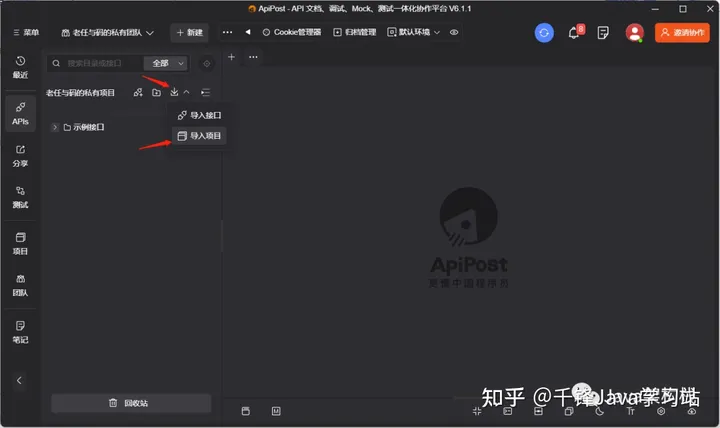 ApiPost - API 文档、调试、Mock、测试一体化协作平台 V6.1.1
菜单 老任与码的私有团队 新建 Cookie管理器 归档管理 默认环境 8 邀请协作
最近
搜索目录或接口 全部
老任与码的私有项目
APIs
导入接口
示例接口
导入项目
分享
测试
项目
团队
笔记
ApiPost
回收站
知乎 @千锋Java学习站